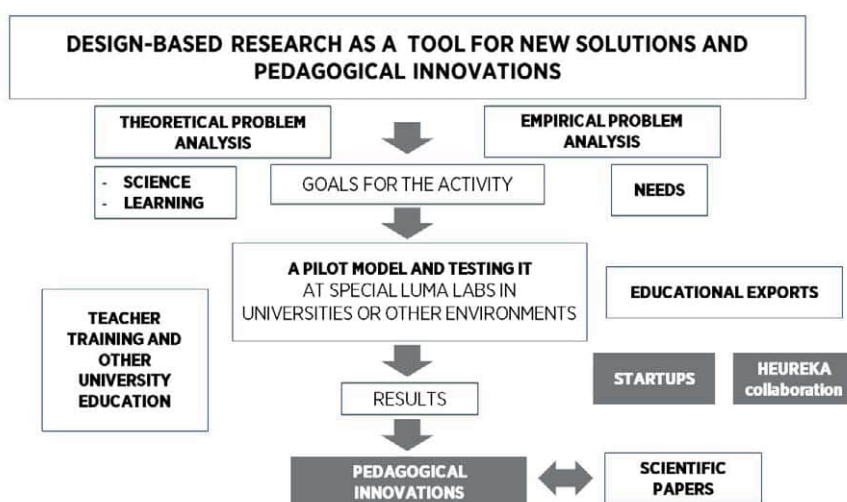 DESIGN-BASED RESEARCH AS A TOOL FOR NEW SOLUTIONS AND
PEDAGOGICAL INNOVATIONS
THEORETICAL PROBLEM
ANALYSIS
EMPIRICAL PROBLEM
ANALYSIS
- SCIENCE
- LEARNING
GOALS FOR THE ACTIVITY
NEEDS
A PILOT MODEL AND TESTING IT
AT SPECIAL LUMA LABS IN
UNIVERSITIES OR OTHER ENVIRONMENTS
EDUCATIONAL EXPORTS
TEACHER
TRAINING AND
OTHER
UNIVERSITY
EDUCATION
STARTUPS
HEUREKA
collaboration
RESULTS
PEDAGOGICAL
INNOVATIONS
SCIENTIFIC
PAPERS